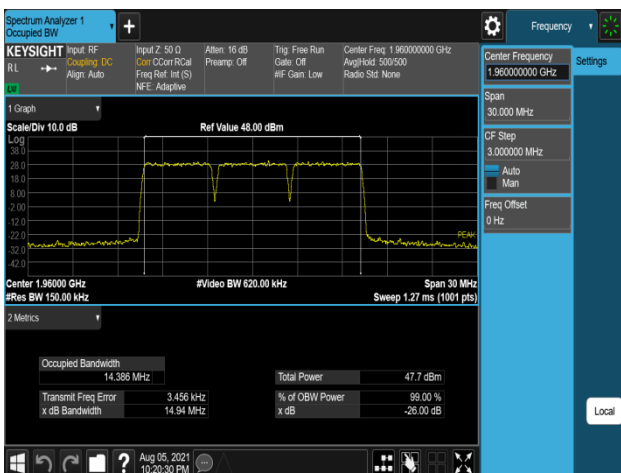 Spectrum Analyzer 1
Occupied BW
+
Frequency
KEYSIGHT
RL
LXI
Input: RF
Coupling: DC
Align: Auto
Input Z: 50 Ω
Corr CCorr RCal
Freq Ref: Int (S)
NFE: Adaptive
Atten: 16 dB
Preamp: Off
Trig: Free Run
Gate: Off
#IF Gain: Low
Center Freq: 1.960000000 GHz
Avg|Hold: 500/500
Radio Std: None
Center Frequency
1.960000000 GHz
Settings
Span
30.000 MHz
CF Step
3.000000 MHz
Auto
Man
Freq Offset
0 Hz
Local
1 Graph
Scale/Div 10.0 dB
Ref Value 48.00 dBm
Log
38.0
28.0
18.0
8.00
-2.00
-12.0
-22.0
-32.0
-42.0
PEAK
Center 1.96000 GHz
#Video BW 620.00 kHz
Span 30 MHz
#Res BW 150.00 kHz
Sweep 1.27 ms (1001 pts)
2 Metrics
Occupied Bandwidth
14.386 MHz
Total Power 47.7 dBm
Transmit Freq Error 3.456 kHz
% of OBW Power 99.00 %
x dB Bandwidth 14.94 MHz
x dB -26.00 dB
?
Aug 05, 2021
10:20:30 PM